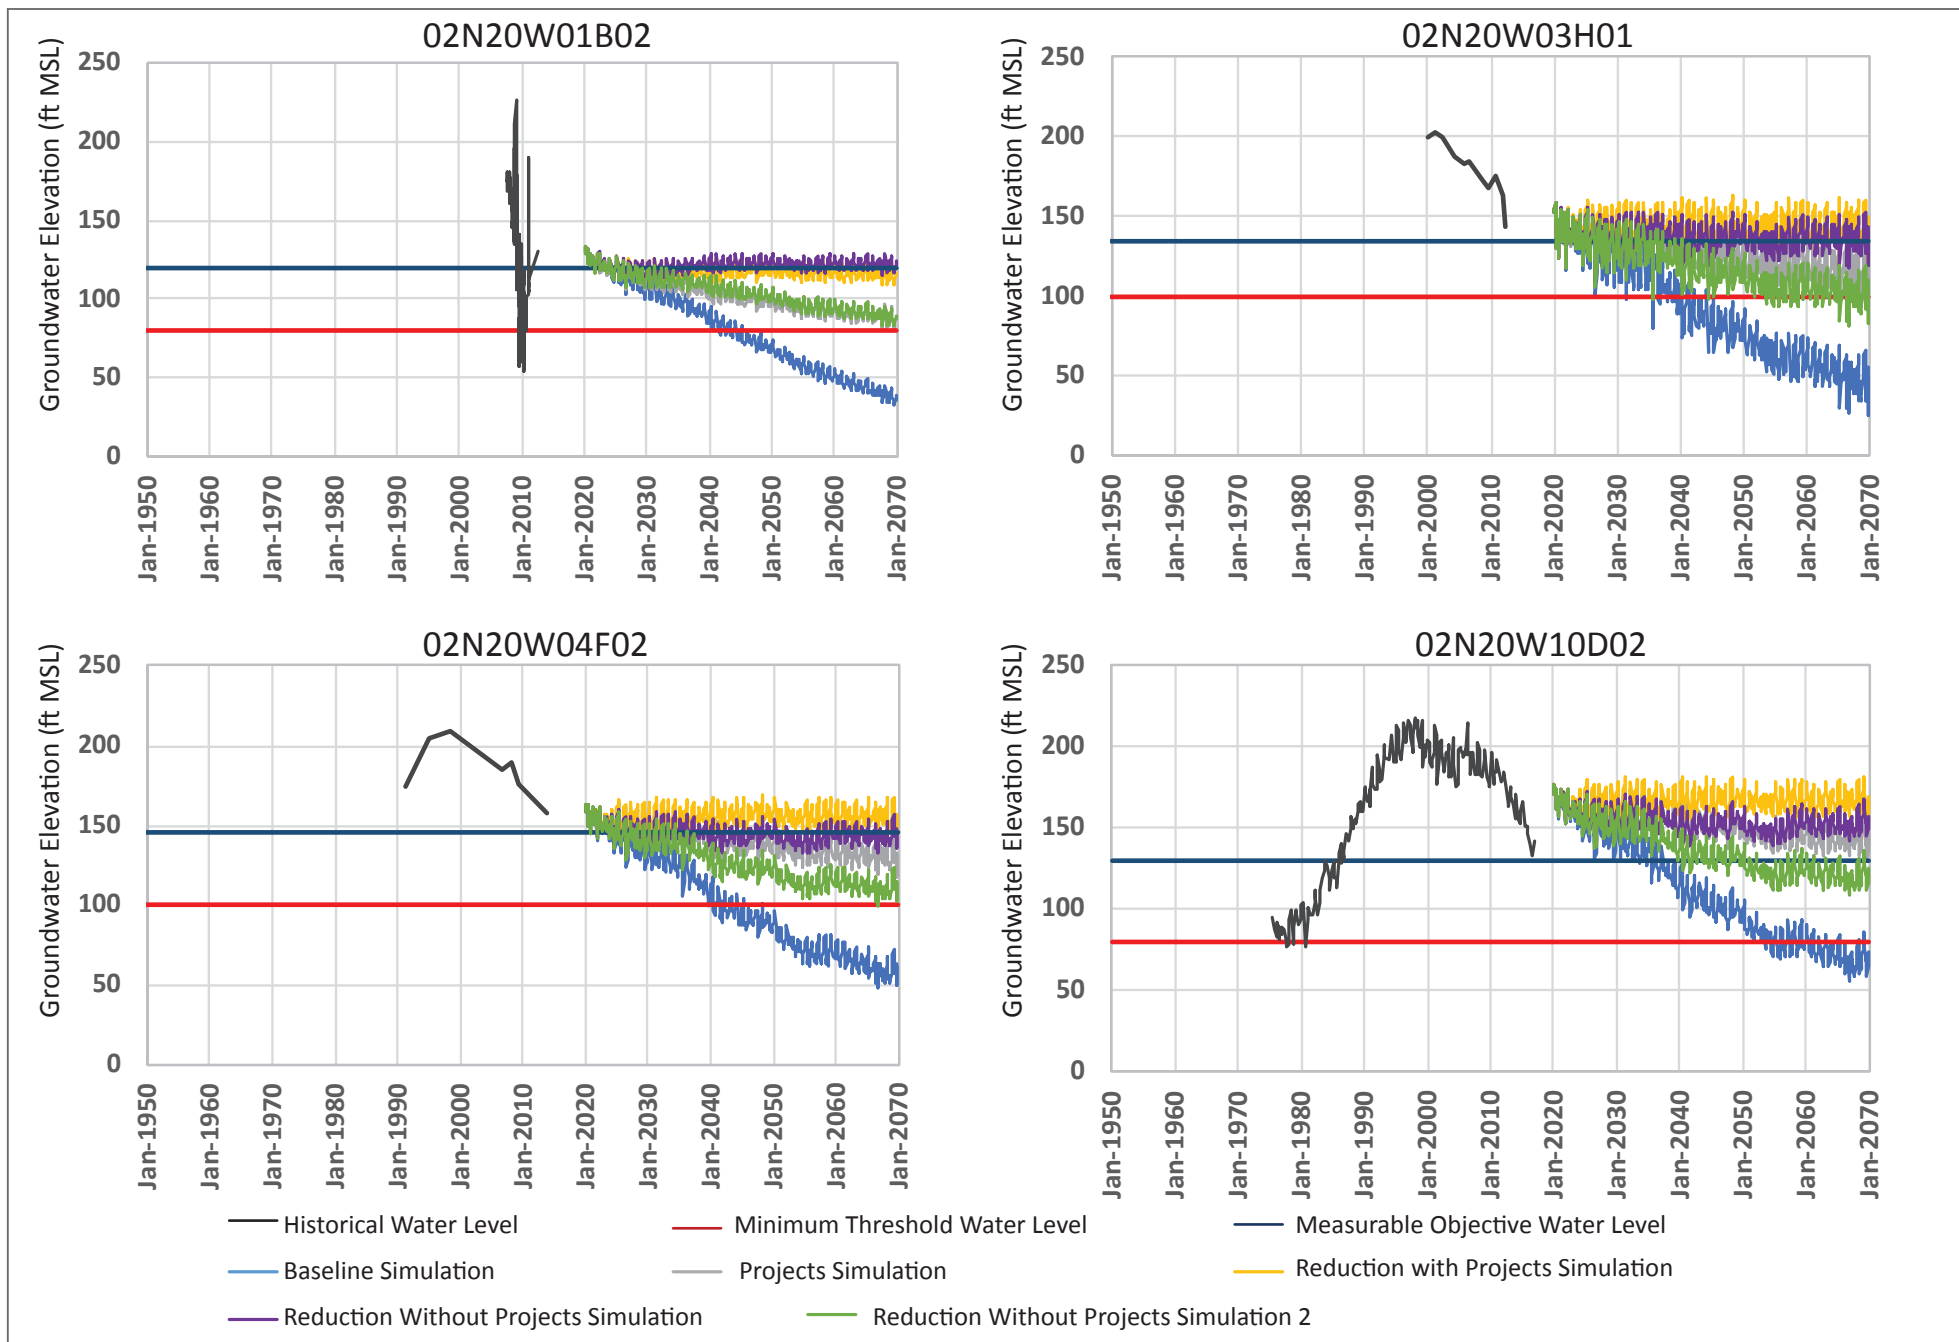 02N20W01B02
Groundwater Elevation (ft MSL)
250
200
150
100
50
0
Jan-1950
Jan-1960
Jan-1970
Jan-1980
Jan-1990
Jan-2000
Jan-2010
Jan-2020
Jan-2030
Jan-2040
Jan-2050
Jan-2060
Jan-2070
02N20W03H01
Groundwater Elevation (ft MSL)
250
200
150
100
50
0
Jan-1950
Jan-1960
Jan-1970
Jan-1980
Jan-1990
Jan-2000
Jan-2010
Jan-2020
Jan-2030
Jan-2040
Jan-2050
Jan-2060
Jan-2070
02N20W04F02
Groundwater Elevation (ft MSL)
250
200
150
100
50
0
Jan-1950
Jan-1960
Jan-1970
Jan-1980
Jan-1990
Jan-2000
Jan-2010
Jan-2020
Jan-2030
Jan-2040
Jan-2050
Jan-2060
Jan-2070
02N20W10D02
Groundwater Elevation (ft MSL)
250
200
150
100
50
0
Jan-1950
Jan-1960
Jan-1970
Jan-1980
Jan-1990
Jan-2000
Jan-2010
Jan-2020
Jan-2030
Jan-2040
Jan-2050
Jan-2060
Jan-2070
Historical Water Level
Minimum Threshold Water Level
Measurable Objective Water Level
Baseline Simulation
Projects Simulation
Reduction with Projects Simulation
Reduction Without Projects Simulation
Reduction Without Projects Simulation 2